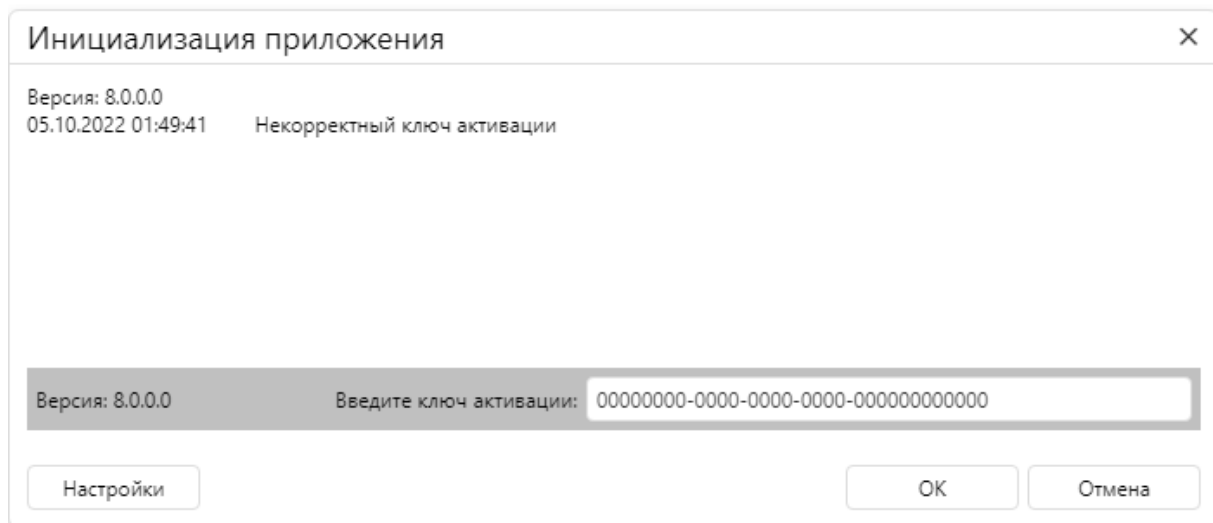 Инициализация приложения
Версия: 8.0.0.0
05.10.2022 01:49:41 Некорректный ключ активации
Версия: 8.0.0.0 Введите ключ активации: 00000000-0000-0000-0000-000000000000
Настройки OK Отмена